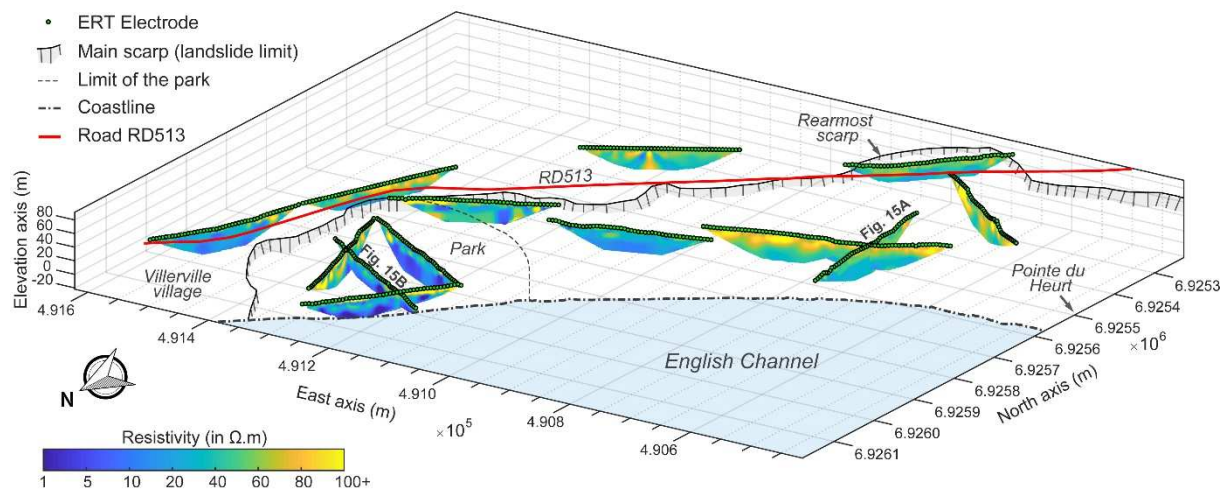 ERT Electrode
Main scarp (landslide limit)
Limit of the park
Coastline
Road RD513
Rearmost
scarp
RD513
Fig. 15A
Park
Fig. 15B
Villerville
village
Pointe du
Heurt
English Channel
Elevation axis (m)
80
60
40
20
0
-20
4.916
4.914
4.912
4.910
4.908
4.906
East axis (m)
×10⁵
6.9253
6.9254
6.9255
6.9256
6.9257
6.9258
6.9259
6.9260
6.9261
×10⁶
North axis (m)
N
Resistivity (in Ω.m)
1 5 10 20 40 60 80 100+